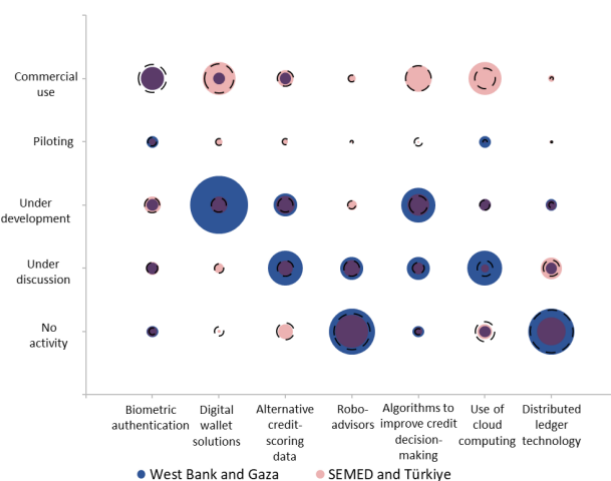 Commercial
use
Piloting
Under
development
Under
discussion
No
activity
Biometric
authentication
Digital
wallet
solutions
Alternative
credit-
scoring
data
Robo-
advisors
Algorithms to
improve credit
decision-
making
Use of
cloud
computing
Distributed
ledger
technology
West Bank and Gaza
SEMED and Türkiye